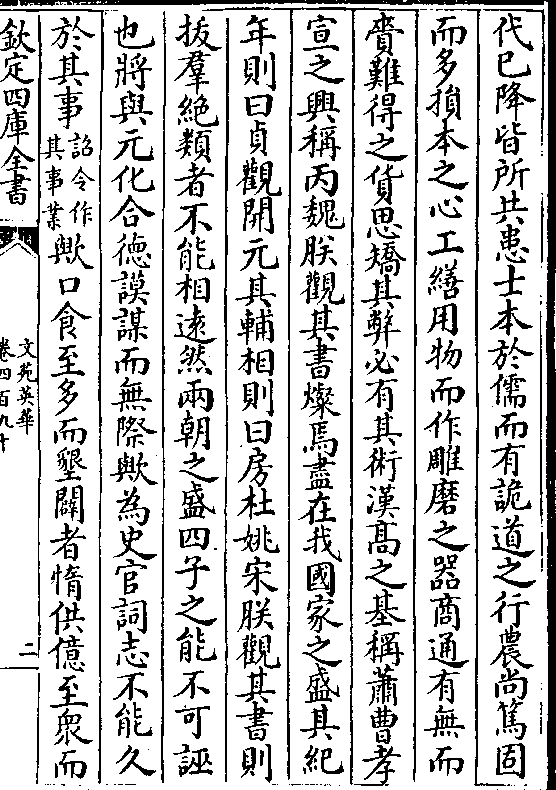 代已降皆所共患士本於儒而有詭道之行農尚篤固
而多損本之心工繕用物而作雕磨之器商通有無而
賚難得之貨思矯其弊必有其術漢髙之基稱蕭曹孝
宣之興稱丙魏朕觀其書燦焉盡在我國家之盛其紀
年則曰貞觀開元其輔相則曰房杜姚宋朕觀其書則
拔羣絶類者不能相逺然兩朝之盛四子之能不可誣
也將與元化合德謨謀而無際歟為史官詞志不能久
於其事詔令作其事業歟口食至多而墾闢者惰供億至衆而
欽定四庫全書
文苑英華
卷四百九十
二